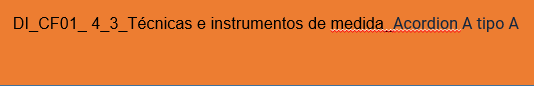 DI_CF01_ 4_3_Técnicas e instrumentos de medida_Acordion A tipo A